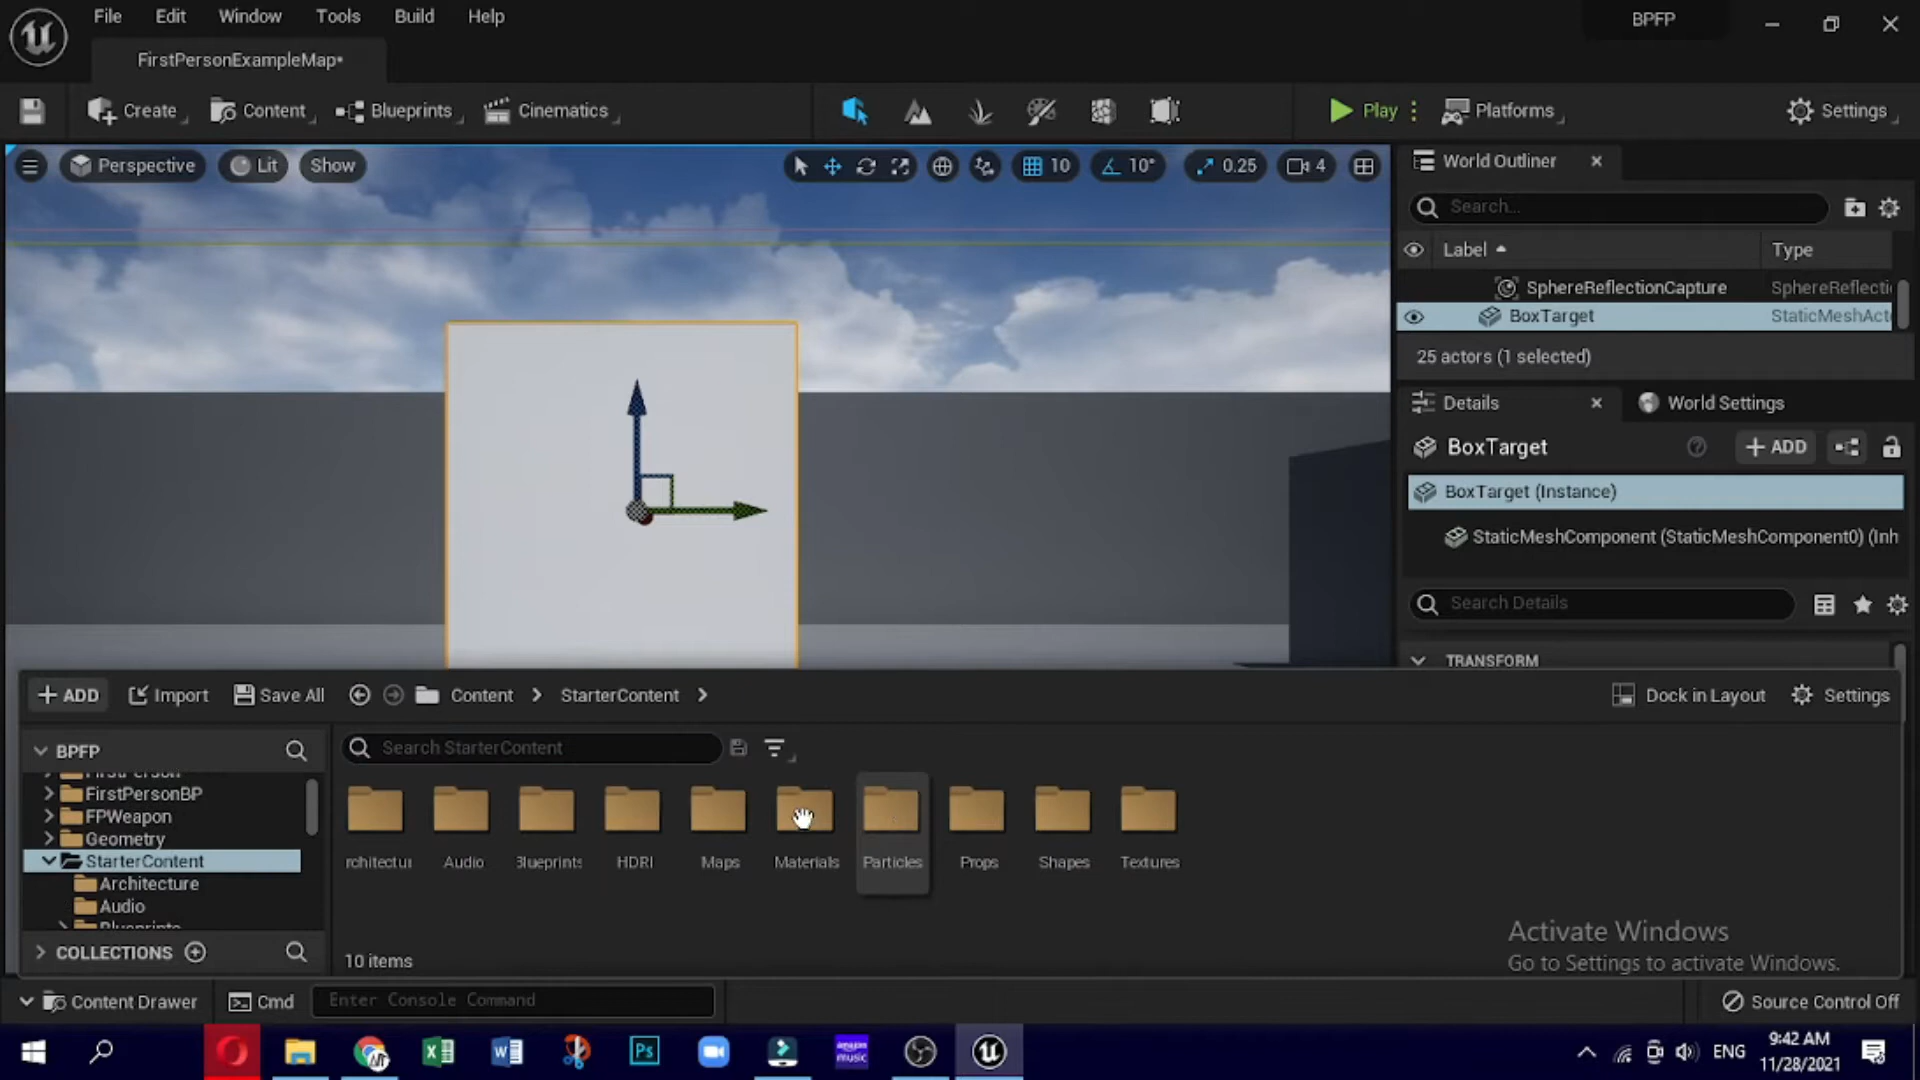 File Edit Window Tools Build Help
BPFP
FirstPersonExampleMap*
Create Content Blueprints Cinematics
Play Platforms Settings
Perspective Lit Show
10 10° 0.25 4
World Outliner
Search...
Label Type
SphereReflectionCapture SphereReflecti
BoxTarget StaticMeshAct
25 actors (1 selected)
Details World Settings
BoxTarget + ADD
BoxTarget (Instance)
StaticMeshComponent (StaticMeshComponent0) (Inh
Search Details
TRANSFORM
+ ADD Import Save All Content > StarterContent >
Dock in Layout Settings
BPFP
Search StarterContent
FirstPerson
FirstPersonBP
FPWeapon
Geometry
StarterContent
Architecture
Audio
Blueprints
rchitectur Audio Blueprints HDRI Maps Materials Particles Props Shapes Textures
COLLECTIONS
10 items
Activate Windows
Go to Settings to activate Windows.
Content Drawer Cmd Enter Console Command
Source Control Off
Ps
amazon music
ENG
9:42 AM
11/28/2021